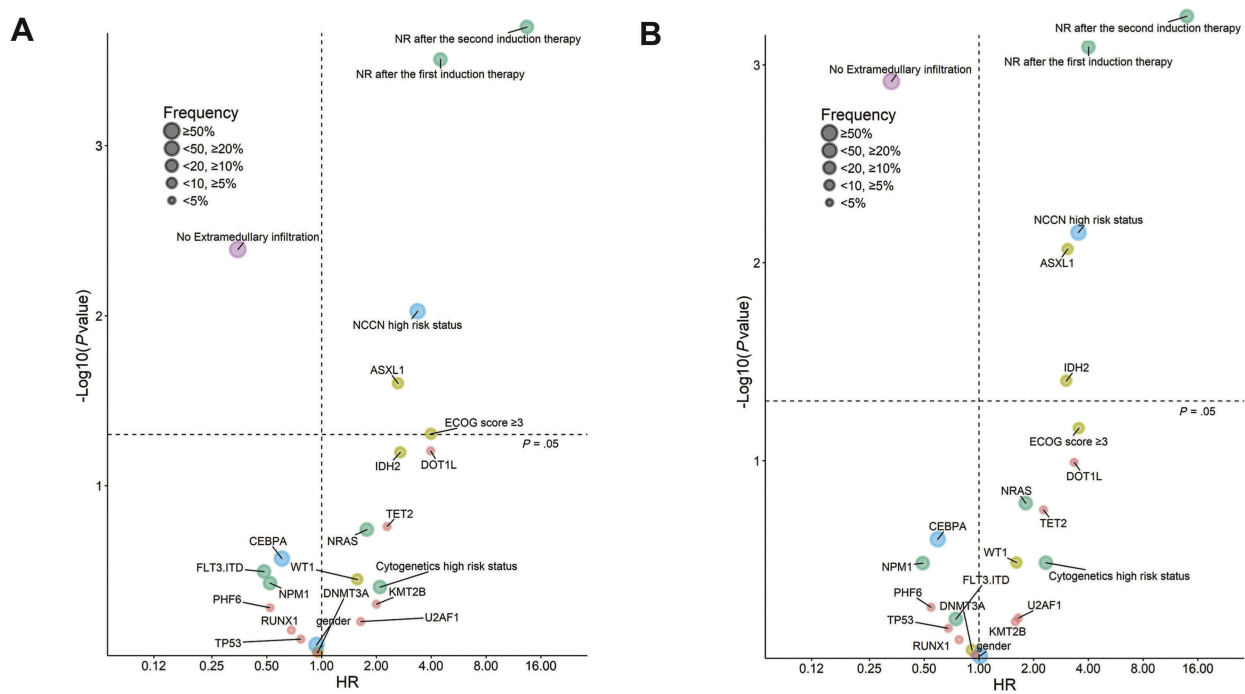 A
NR after the second induction therapy
NR after the first induction therapy
Frequency
≥50%
<50, ≥20%
<20, ≥10%
<10, ≥5%
<5%
3
No Extramedullary infiltration
2
NCCN high risk status
ASXL1
-Log10(Pvalue)
ECOG score ≥3
P = .05
IDH2
DOT1L
1
TET2
NRAS
CEBPA
WT1
FLT3.ITD
Cytogenetics high risk status
NPM1
DNMT3A
KMT2B
PHF6
RUNX1
gender
U2AF1
TP53
0.12
0.25
0.50
1.0
2.00
4.00
8.00
16.00
HR
B
NR after the second induction therapy
NR after the first induction therapy
3
No Extramedullary infiltration
Frequency
≥50%
<50, ≥20%
<20, ≥10%
<10, ≥5%
<5%
NCCN high risk status
2
ASXL1
-Log10(Pvalue)
IDH2
P = .05
ECOG score ≥3
1
DOT1L
NRAS
TET2
CEBPA
WT1
NPM1
Cytogenetics high risk status
FLT3.ITD
PHF6
DNMT3A
U2AF1
TP53
KMT2B
RUNX1
gender
0.12
0.25
0.50
1.0
2.00
4.00
8.00
16.00
HR